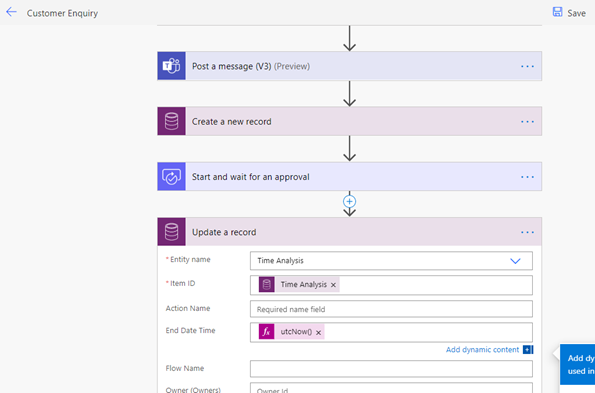 Customer Enquiry
Save
Post a message (V3) (Preview)
Create a new record
Start and wait for an approval
Update a record
* Entity name
Time Analysis
* Item ID
Time Analysis ×
Action Name
Required name field
End Date Time
fx utcNow() ×
Add dynamic content
Add dy
used in
Flow Name
Owner (Owners)
Owner Id